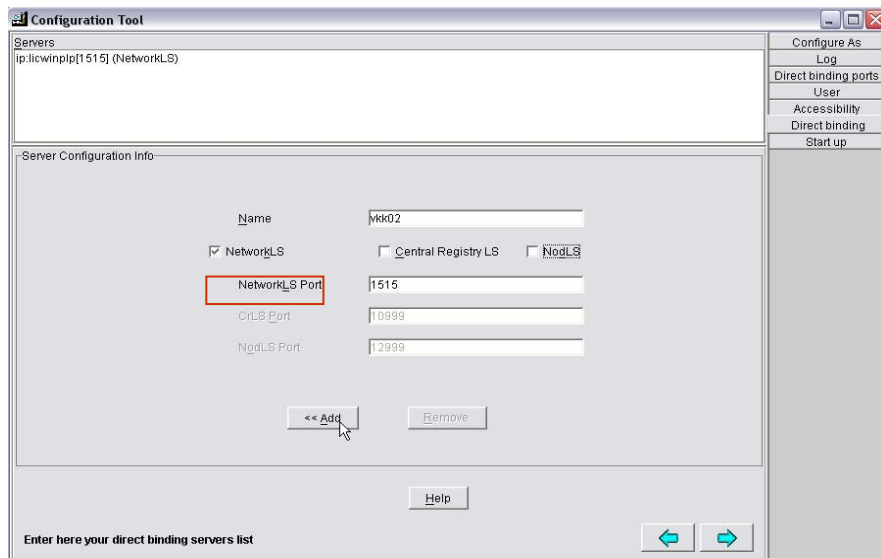 Configuration Tool
Servers
ip:licwinplp[1515] (NetworkLS)
Configure As
Log
Direct binding ports
User
Accessibility
Direct binding
Start up
Server Configuration Info
Name
vkk02
NetworkLS
Central Registry LS
NodLS
NetworkLS Port
1515
CrLS Port
10999
NodLS Port
12999
<< Add
Remove
Help
Enter here your direct binding servers list